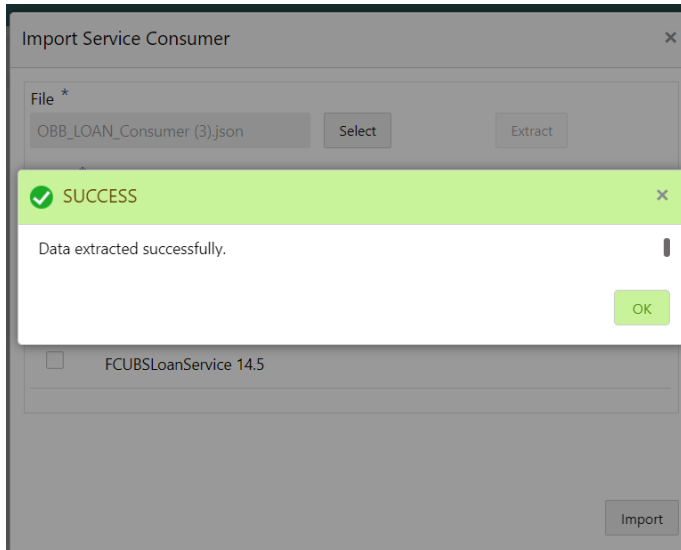 Import Service Consumer
×
File *
OBB_LOAN_Consumer (3).json Select Extract
*
SUCCESS ×
Data extracted successfully.
OK
FCUBSLoanService 14.5
Import